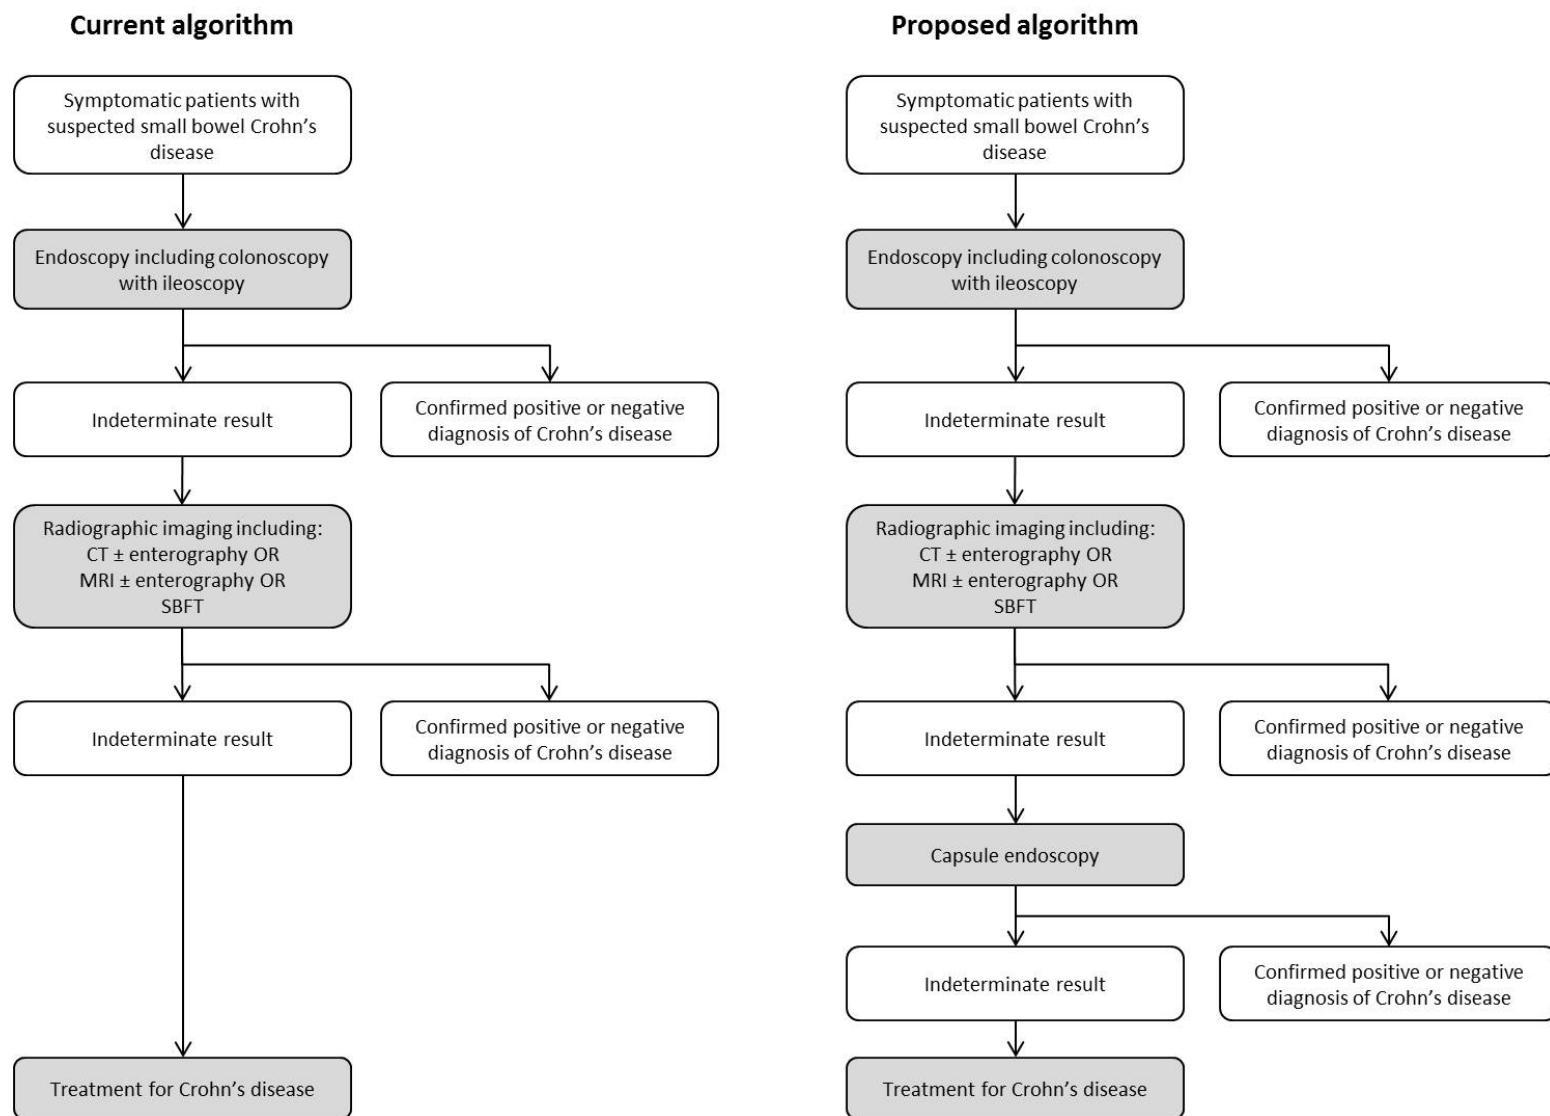 Current algorithm
Symptomatic patients with
suspected small bowel Crohn’s
disease
Endoscopy including colonoscopy
with ileoscopy
Indeterminate result
Confirmed positive or negative
diagnosis of Crohn’s disease
Radiographic imaging including:
CT ± enterography OR
MRI ± enterography OR
SBFT
Indeterminate result
Confirmed positive or negative
diagnosis of Crohn’s disease
Treatment for Crohn’s disease
Proposed algorithm
Symptomatic patients with
suspected small bowel Crohn’s
disease
Endoscopy including colonoscopy
with ileoscopy
Indeterminate result
Confirmed positive or negative
diagnosis of Crohn’s disease
Radiographic imaging including:
CT ± enterography OR
MRI ± enterography OR
SBFT
Indeterminate result
Confirmed positive or negative
diagnosis of Crohn’s disease
Capsule endoscopy
Indeterminate result
Confirmed positive or negative
diagnosis of Crohn’s disease
Treatment for Crohn’s disease